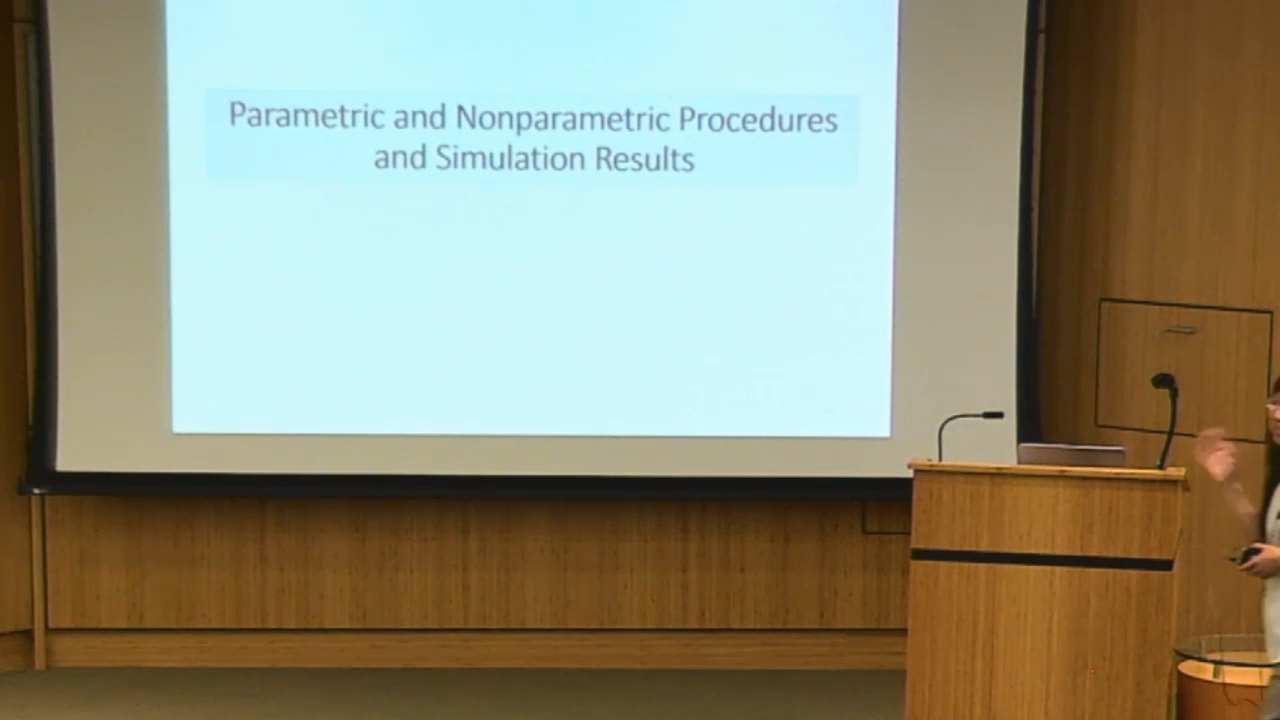 Parametric and Nonparametric Procedures
and Simulation Results